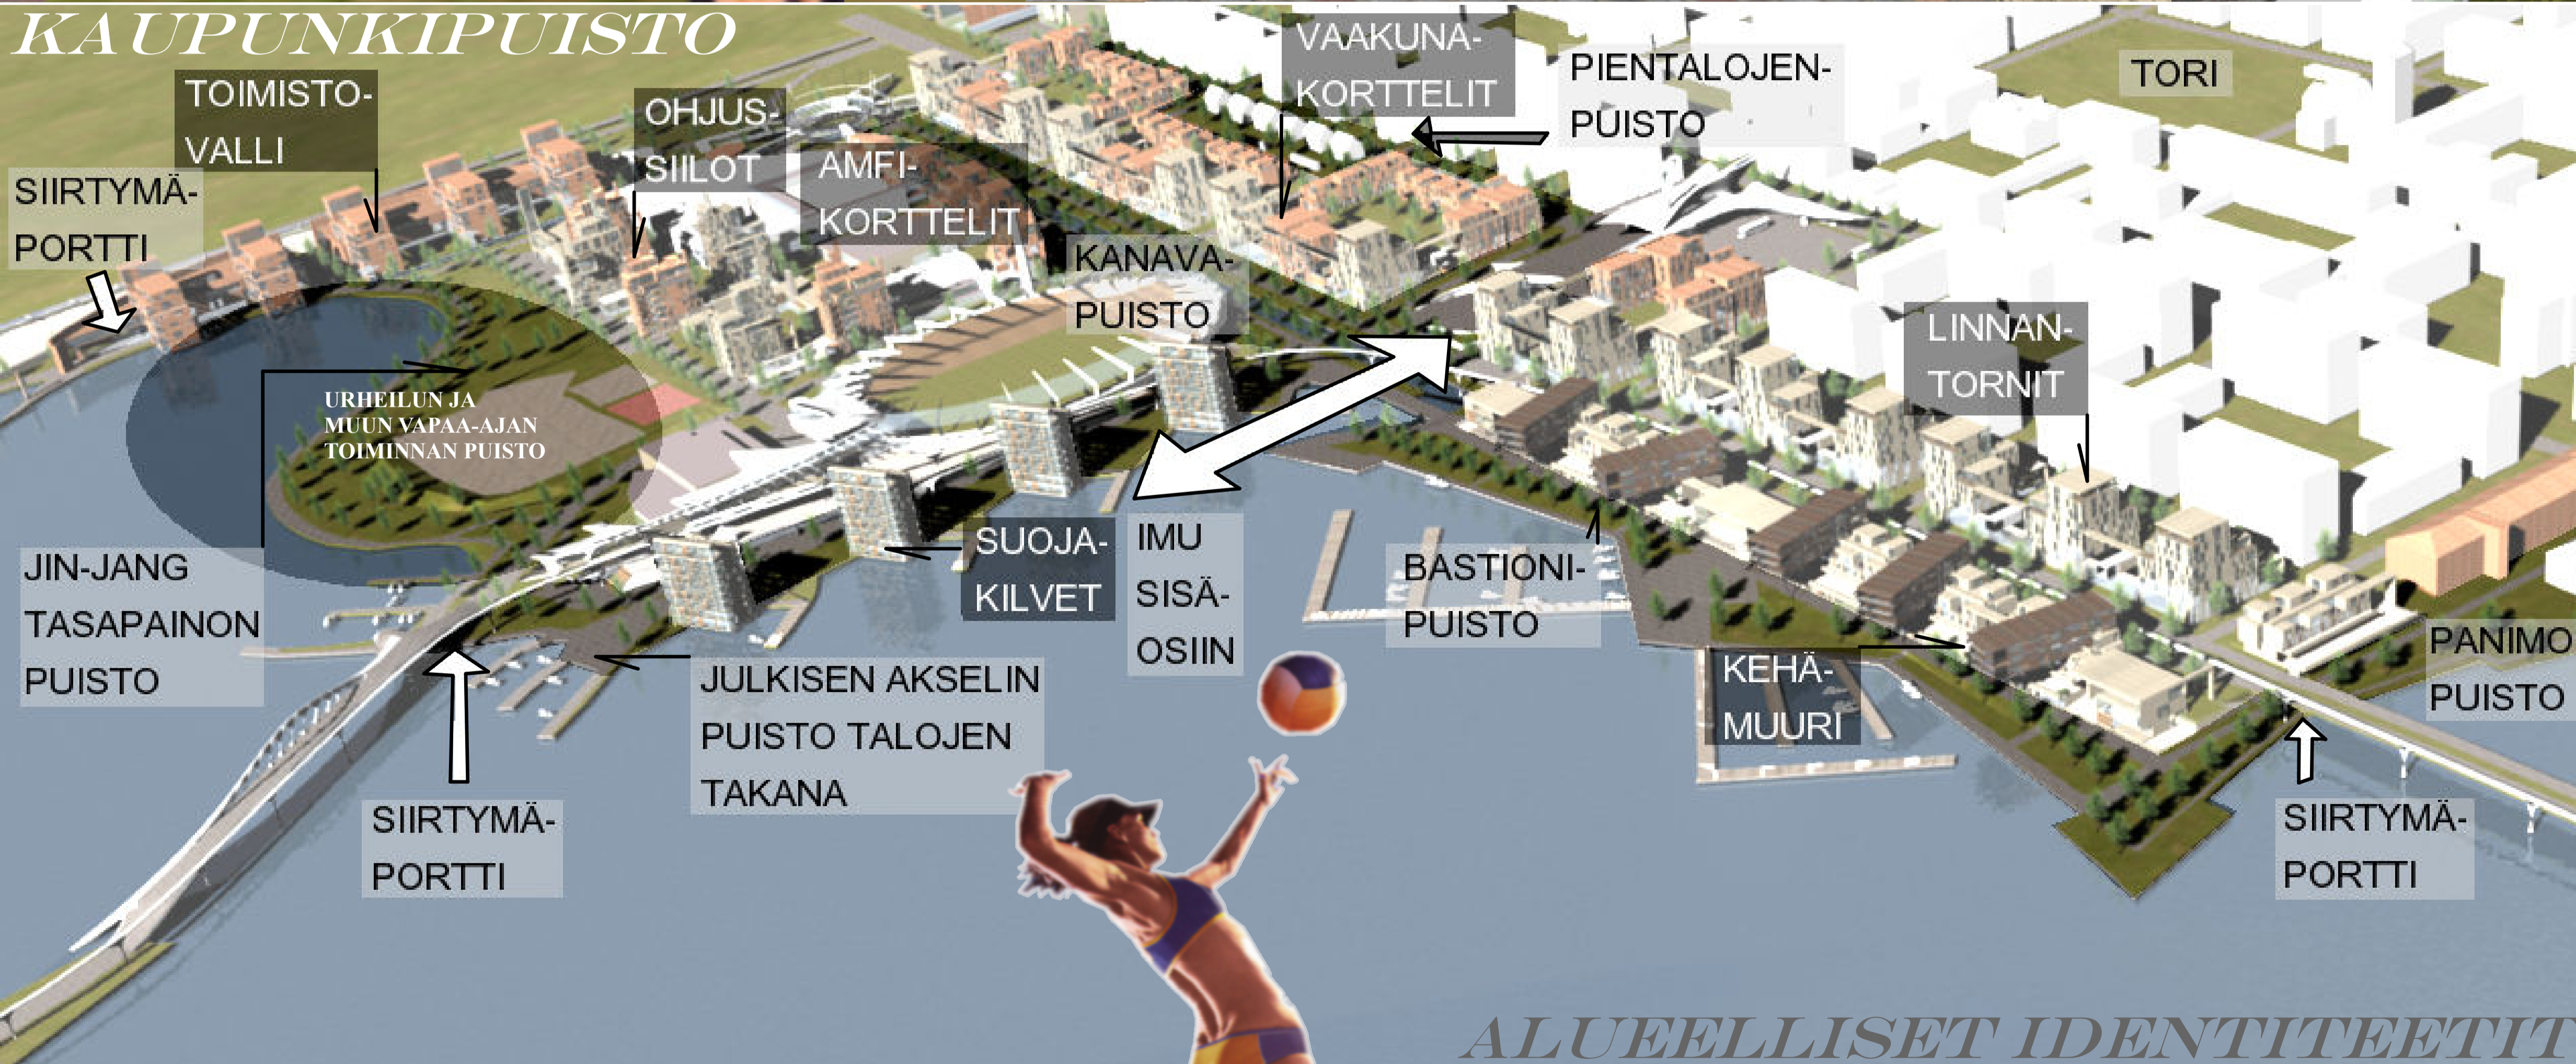 KAUPUNKIPUISTO
TOIMISTO-
VALLI
SIIRTYMÄ-
PORTTI
OHJUS-
SIILOT
AMFI-
KORTTELIT
VAAKUNA-
KORTTELIT
PIENTALOJEN-
PUISTO
TORI
KANAVA-
PUISTO
LINNAN-
TORNIT
URHEILUN JA
MUUN VAPAA-AJAN
TOIMINNAN PUISTO
JIN-JANG
TASAPAINON
PUISTO
SUOJA-
KILVET
IMU
SISÄ-
OSIIN
BASTIONI-
PUISTO
KEHÄ-
MUURI
PANIMO
PUISTO
JULKISEN AKSELIN
PUISTO TALOJEN
TAKANA
SIIRTYMÄ-
PORTTI
SIIRTYMÄ-
PORTTI
ALUEELLISET IDENTITEETIT